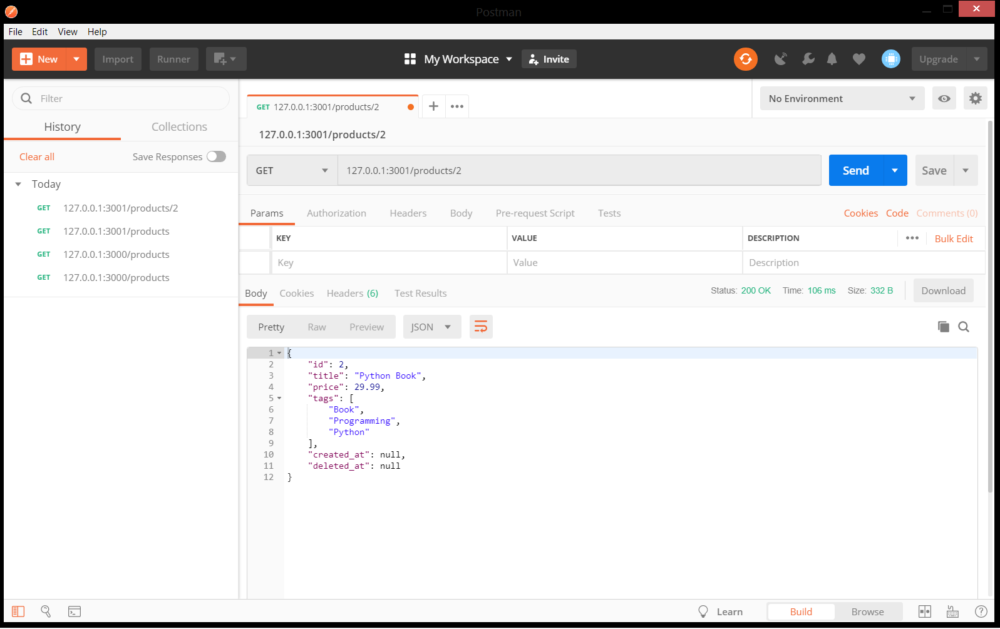 Postman
File Edit View Help
New Import Runner My Workspace Invite Upgrade
Filter
History Collections
Clear all Save Responses
Today
GET 127.0.0.1:3001/products/2
GET 127.0.0.1:3001/products
GET 127.0.0.1:3000/products
GET 127.0.0.1:3000/products
GET 127.0.0.1:3001/products/2
No Environment
127.0.0.1:3001/products/2
GET 127.0.0.1:3001/products/2 Send Save
Params Authorization Headers Body Pre-request Script Tests Cookies Code Comments (0)
KEY VALUE DESCRIPTION Bulk Edit
Key Value Description
Body Cookies Headers (6) Test Results Status: 200 OK Time: 106 ms Size: 332 B Download
Pretty Raw Preview JSON
1 {
2 "id": 2,
3 "title": "Python Book",
4 "price": 29.99,
5 "tags": [
6 "Book",
7 "Programming",
8 "Python"
9 ],
10 "created_at": null,
11 "deleted_at": null
12 }
Learn Build Browse